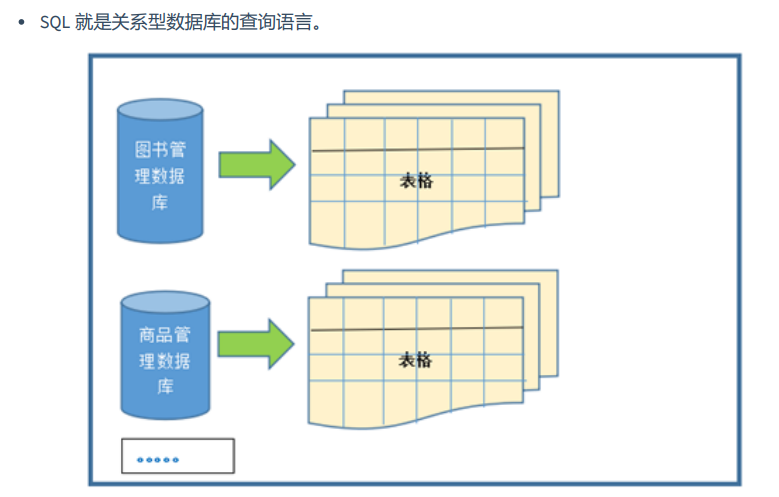 • SQL 就是关系型数据库的查询语言。
图书管
理数据
库
表格
商品管
理数据
库
表格
.....